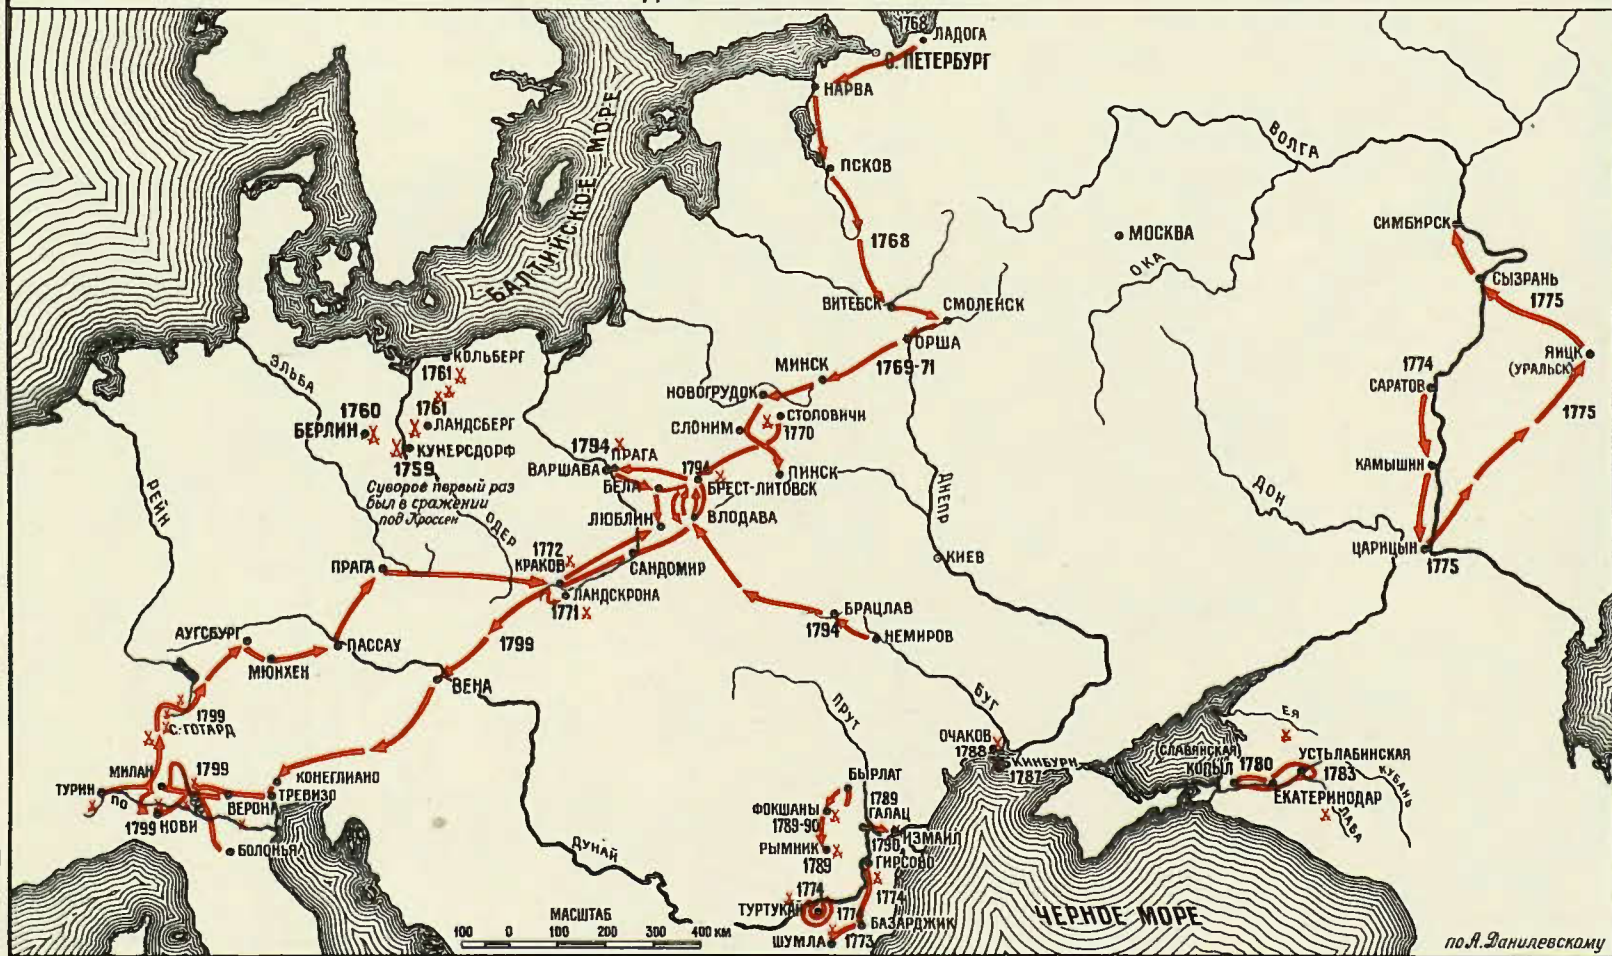 1768
ЛАДОГА
С. ПЕТЕРБУРГ
НАРВА
ПСКОВ
1768
ВИТЕБСК
СМОЛЕНСК
ОРША
1769-71
МИНСК
НОВОГРУДОК
СТОЛОВИЧИ
1770
СЛОНИМ
ПИНСК
БАЛТИЙСКОЕ МОРЕ
ВОЛГА
МОСКВА
ОКА
СИМБИРСК
СЫЗРАНЬ
1775
ЯИЦК
(УРАЛЬСК)
1775
1774
САРАТОВ
КАМЫШИН
ЦАРИЦЫН
1775
ДОН
ДНЕПР
КИЕВ
ЭЛЬБА
КОЛЬБЕРГ
1761
1761
ЛАНДСБЕРГ
1760
БЕРЛИН
КУНЕРСДОРФ
1759
Суворов первый раз
был в сражении
под Кроссен
ОДЕР
РЕЙН
1794
ПРАГА
ВАРШАВА
БЕЛА
1794
БРЕСТ-ЛИТОВСК
ЛЮБЛИН
ВЛОДАВА
1772
КРАКОВ
САНДОМИР
ЛАНДСКРОНА
1771
ПРАГА
БРАЦЛАВ
1794
НЕМИРОВ
АУГСБУРГ
МЮНХЕН
ПАССАУ
1799
ВЕНА
1799
С.-ГОТАРД
МИЛАН
1799
КОНЕГЛИАНО
ТУРИН
ПО
ВЕРОНА
ТРЕВИЗО
1799
НОВИ
БОЛОНЬЯ
ДУНАЙ
ПРУТ
БУГ
ОЧАКОВ
1788
КИНБУРН
1787
БЫРЛАТ
ФОКШАНЫ
1789-90
1789
ГАЛАЦ
ИЗМАИЛ
1790
РЫМНИК
1789
ГИРСОВО
1774
1774
ТУРТУКАЙ
1774
БАЗАРДЖИК
ШУМЛА
1773
ЕЯ
(СЛАВЯНСКАЯ)
КОПЫЛ
1780
УСТЬЛАБИНСКАЯ
1783
КУБАНЬ
ЕКАТЕРИНОДАР
ЛАБА
ЧЕРНОЕ МОРЕ
МАСШТАБ
100 0 100 200 300 400 км
по А. Данилевскому